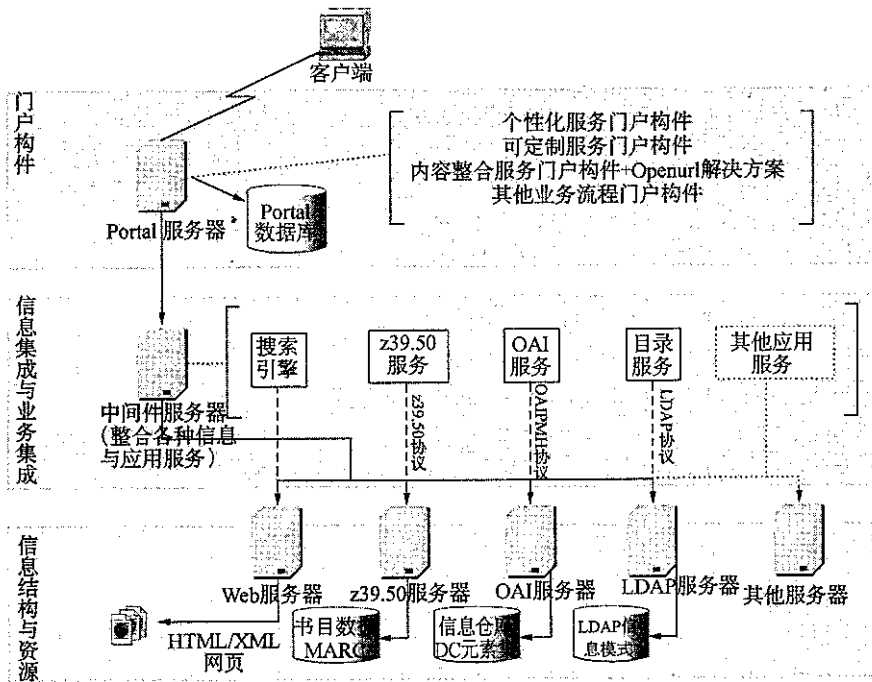 客户端
门户构件
个性化服务门户构件
可定制服务门户构件
内容整合服务门户构件+Openurl解决方案
其他业务流程门户构件
Portal
数据库
Portal 服务器
信息集成与业务集成
搜索
引擎
z39.50
服务
OAI
服务
目录
服务
其他应用
服务
中间件服务器
(整合各种信息
与应用服务)
z39.50协议
OAIPMH协议
LDAP协议
信息结构与资源
Web服务器
z39.50服务器
OAI服务器
LDAP服务器
其他服务器
HTML/XML
网页
书目数据
MARC
信息仓储
DC元素集
LDAP信
息模式